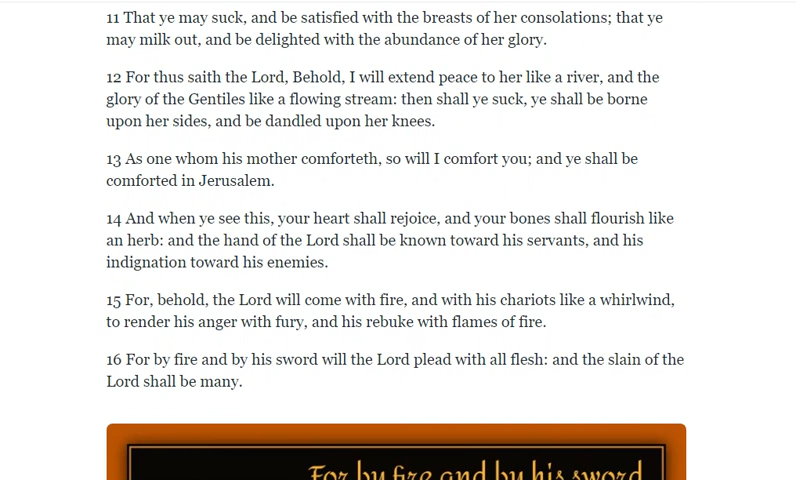 11 That ye may suck, and be satisfied with the breasts of her consolations; that ye
may milk out, and be delighted with the abundance of her glory.
12 For thus saith the Lord, Behold, I will extend peace to her like a river, and the
glory of the Gentiles like a flowing stream: then shall ye suck, ye shall be borne
upon her sides, and be dandled upon her knees.
13 As one whom his mother comforteth, so will I comfort you; and ye shall be
comforted in Jerusalem.
14 And when ye see this, your heart shall rejoice, and your bones shall flourish like
an herb: and the hand of the Lord shall be known toward his servants, and his
indignation toward his enemies.
15 For, behold, the Lord will come with fire, and with his chariots like a whirlwind,
to render his anger with fury, and his rebuke with flames of fire.
16 For by fire and by his sword will the Lord plead with all flesh: and the slain of the
Lord shall be many.
For by fire and by his sword